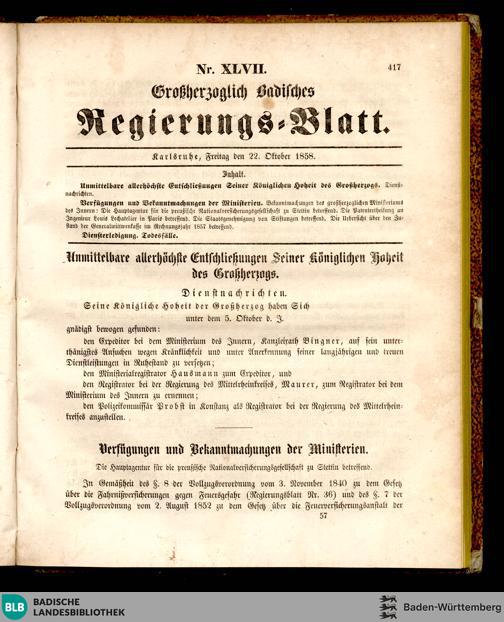 Nr. XLVII.
417
Großherzoglich Badisches
Regierungs-Blatt.
Karlsruhe, Freitag den 22. Oktober 1858.
Inhalt.
Unmittelbare allerhöchste Entschließungen Seiner Königlichen Hoheit des Großherzogs. Dienst-
nachrichten.
Verfügungen und Bekanntmachungen der Ministerien. Bekanntmachungen des großherzoglichen Ministeriums
des Innern: Die Hauptagentur für die preußische Nationalversicherungsgesellschaft zu Stettin betreffend. Die Patentertheilung an
Ingenieur Louis Lechatelier in Paris betreffend. Die Staatsgenehmigung von Stiftungen betreffend. Die Uebersicht über den Zu-
stand der Generalwittwenkasse im Rechnungsjahr 1857 betreffend.
Diensterledigung. Todesfälle.
Unmittelbare allerhöchste Entschließungen Seiner Königlichen Hoheit
des Großherzogs.
Dienstnachrichten.
Seine Königliche Hoheit der Großherzog haben Sich
unter dem 5. Oktober d. J.
gnädigst bewogen gefunden:
den Expeditor bei dem Ministerium des Innern, Kanzleirath Bingner, auf sein unter-
thänigstes Ansuchen wegen Kränklichkeit und unter Anerkennung seiner langjährigen und treuen
Dienstleistungen in Ruhestand zu versetzen;
den Ministerialregistrator Hausmann zum Expeditor, und
den Registrator bei der Regierung des Mittelrheinkreises, Maurer, zum Registrator bei dem
Ministerium des Innern zu ernennen;
den Polizeikommissär Probst in Konstanz als Registrator bei der Regierung des Mittelrhein-
kreises anzustellen.
Verfügungen und Bekanntmachungen der Ministerien.
Die Hauptagentur für die preußische Nationalversicherungsgesellschaft zu Stettin betreffend.
In Gemäßheit des §. 8 der Vollzugsverordnung vom 3. November 1840 zu dem Gesetz
über die Fahrnißversicherungen gegen Feuersgefahr (Regierungsblatt Nr. 36) und des §. 7 der
Vollzugsverordnung vom 2. August 1852 zu dem Gesetz über die Feuerversicherungsanstalt der
57
BLB BADISCHE
LANDESBIBLIOTHEK
Baden-Württemberg